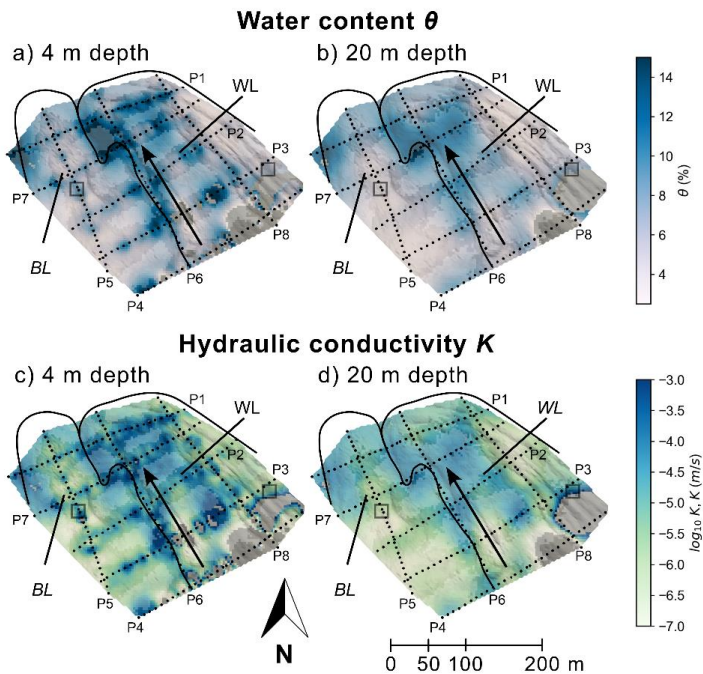 Water content θ
a) 4 m depth
b) 20 m depth
P1
WL
P2
P3
P7
BL
P8
P5
P6
P4
P1
WL
P2
P3
P7
BL
P8
P5
P6
P4
14
12
10
8
6
4
θ (%)
Hydraulic conductivity K
c) 4 m depth
d) 20 m depth
P1
WL
P2
P3
P7
BL
P8
P5
P6
P4
P1
WL
P2
P3
P7
BL
P8
P5
P6
P4
−3.0
−3.5
−4.0
−4.5
−5.0
−5.5
−6.0
−6.5
−7.0
log10 K, K (m/s)
N
0 50 100 200 m